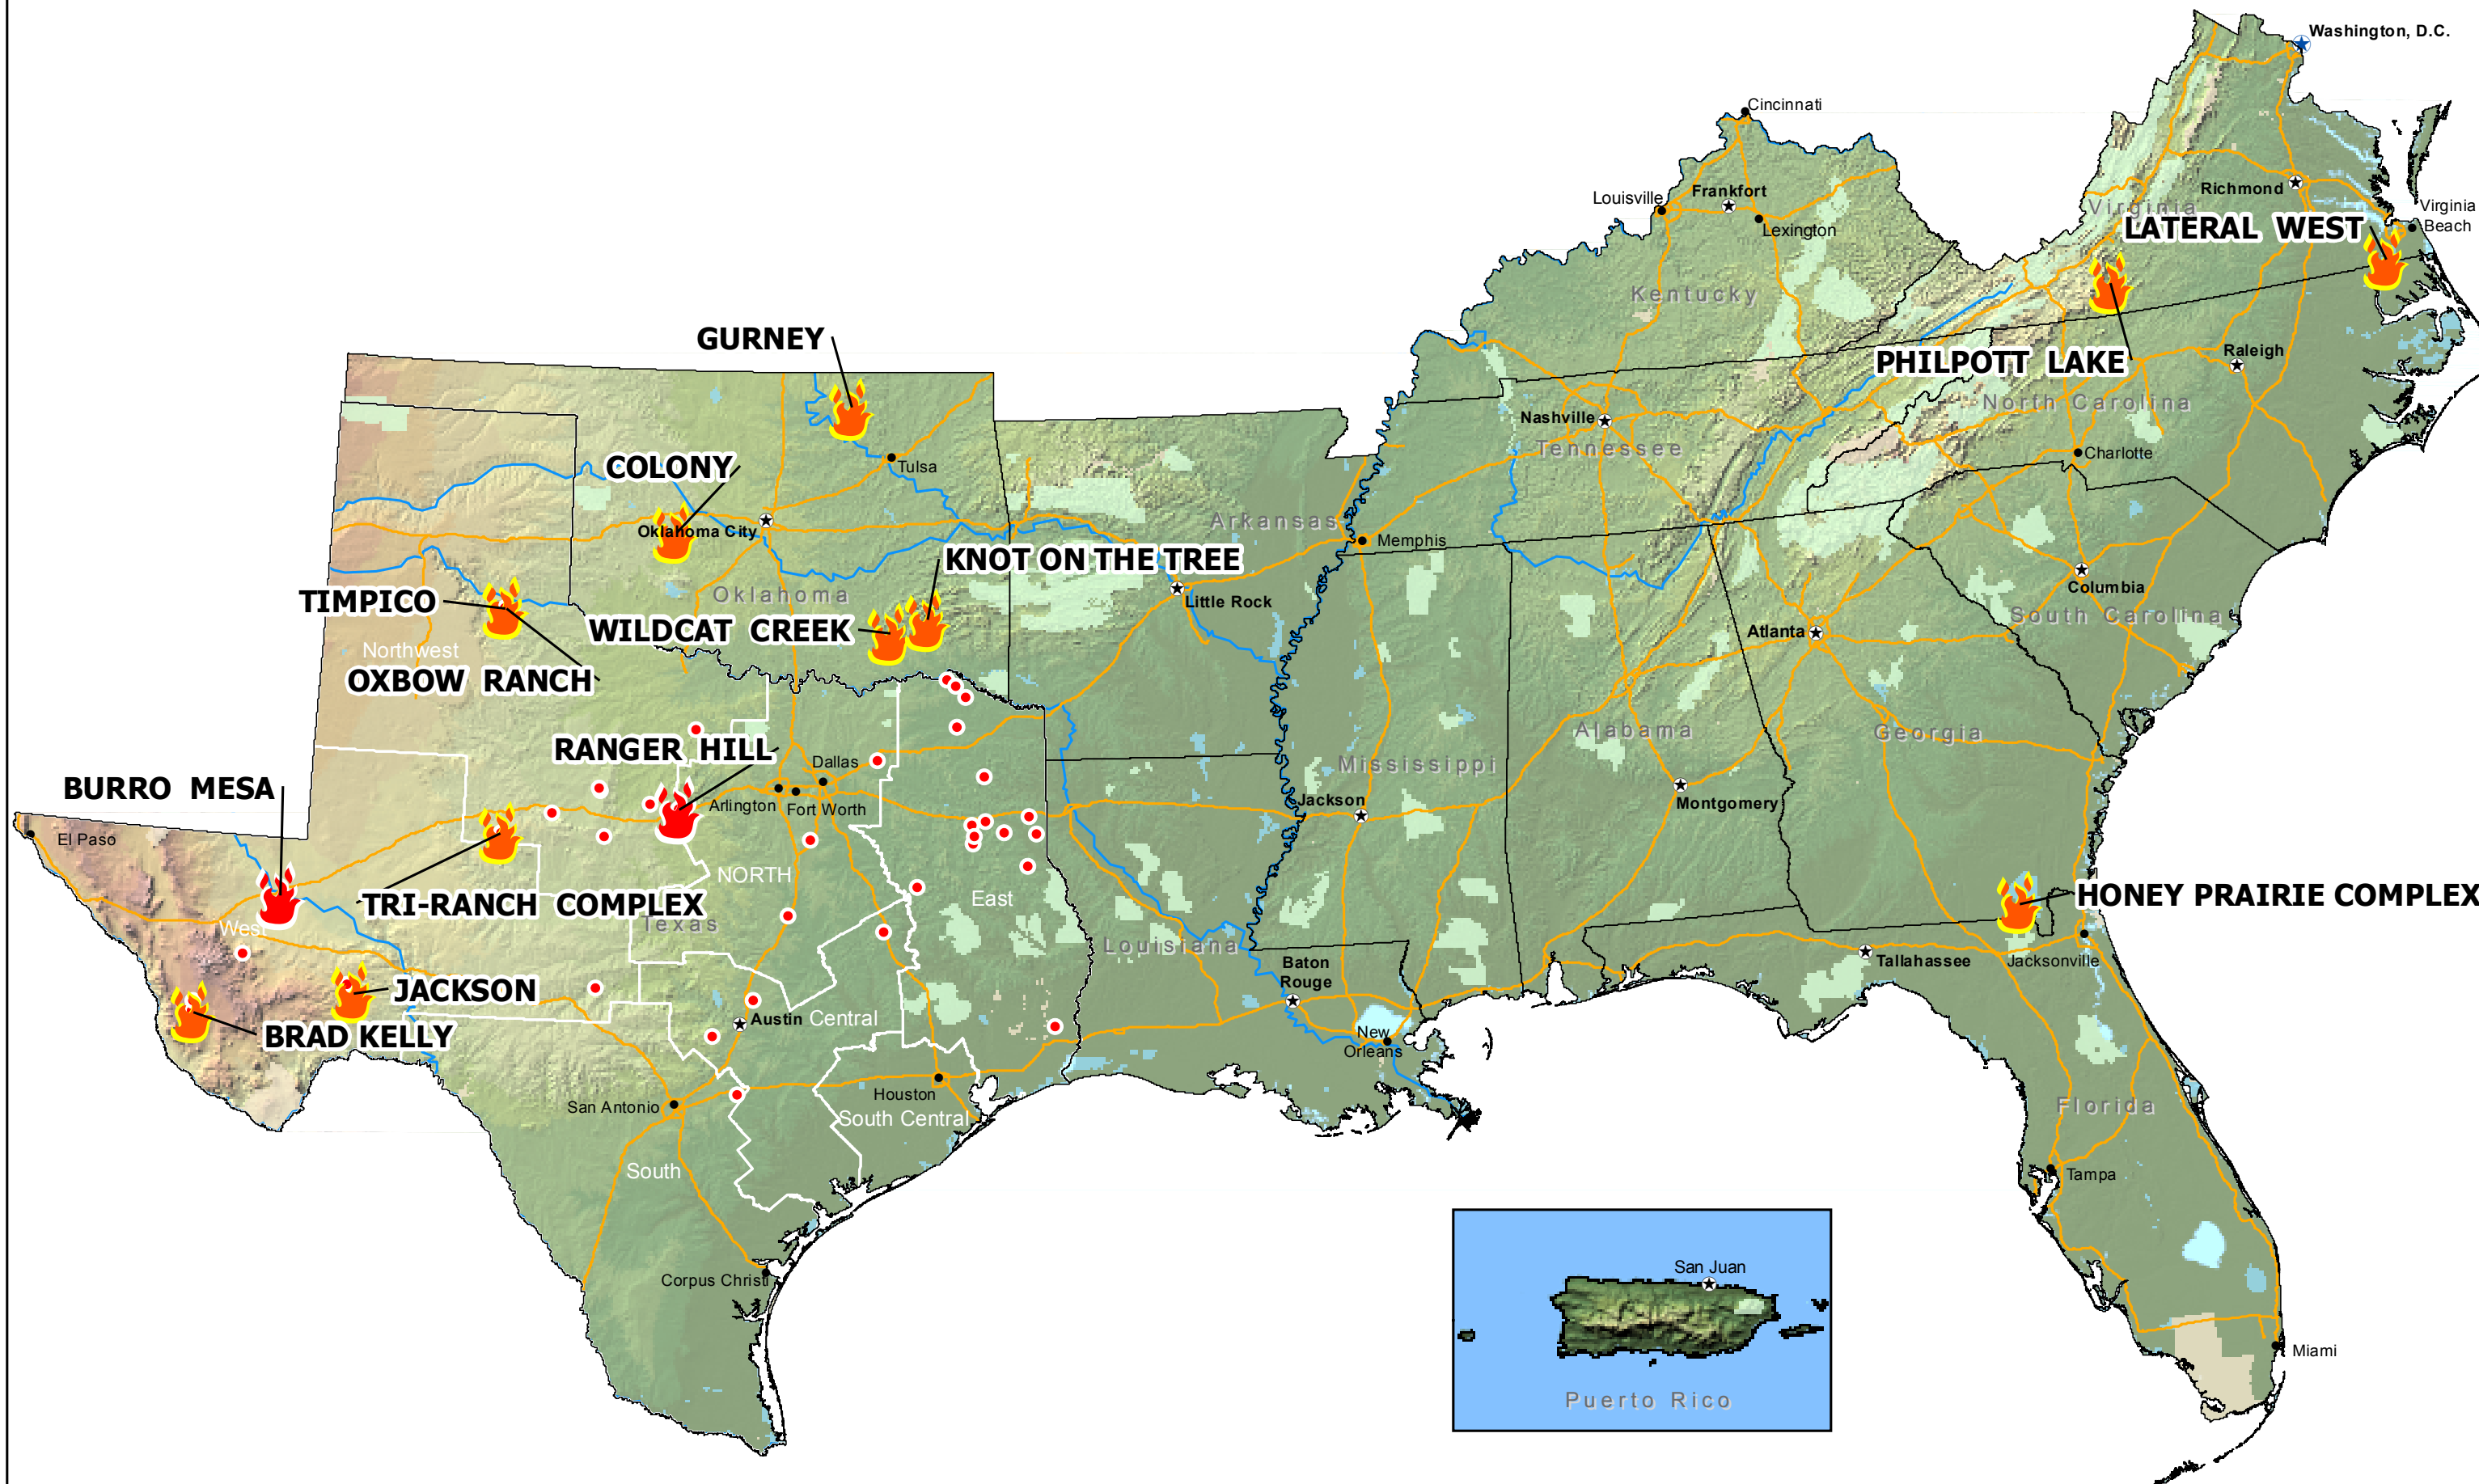 Washington, D.C.
Cincinnati
Louisville
Frankfort
Lexington
Richmond
Virginia
Virginia
Beach
LATERAL WEST
Kentucky
GURNEY
PHILPOTT LAKE
Raleigh
North Carolina
Nashville
Tennessee
Charlotte
COLONY
Tulsa
Oklahoma City
Arkansas
Memphis
KNOT ON THE TREE
Oklahoma
Little Rock
Columbia
South Carolina
TIMPICO
WILDCAT CREEK
Atlanta
Northwest
OXBOW RANCH
RANGER HILL
Alabama
Georgia
Mississippi
Dallas
BURRO MESA
Arlington
Fort Worth
Jackson
Montgomery
El Paso
NORTH
TRI-RANCH COMPLEX
East
HONEY PRAIRIE COMPLEX
Texas
West
Louisiana
Baton
Rouge
Tallahassee
Jacksonville
JACKSON
BRAD KELLY
Austin
Central
New
Orleans
Houston
San Antonio
South Central
Florida
South
Tampa
Corpus Christi
San Juan
Puerto Rico
Miami